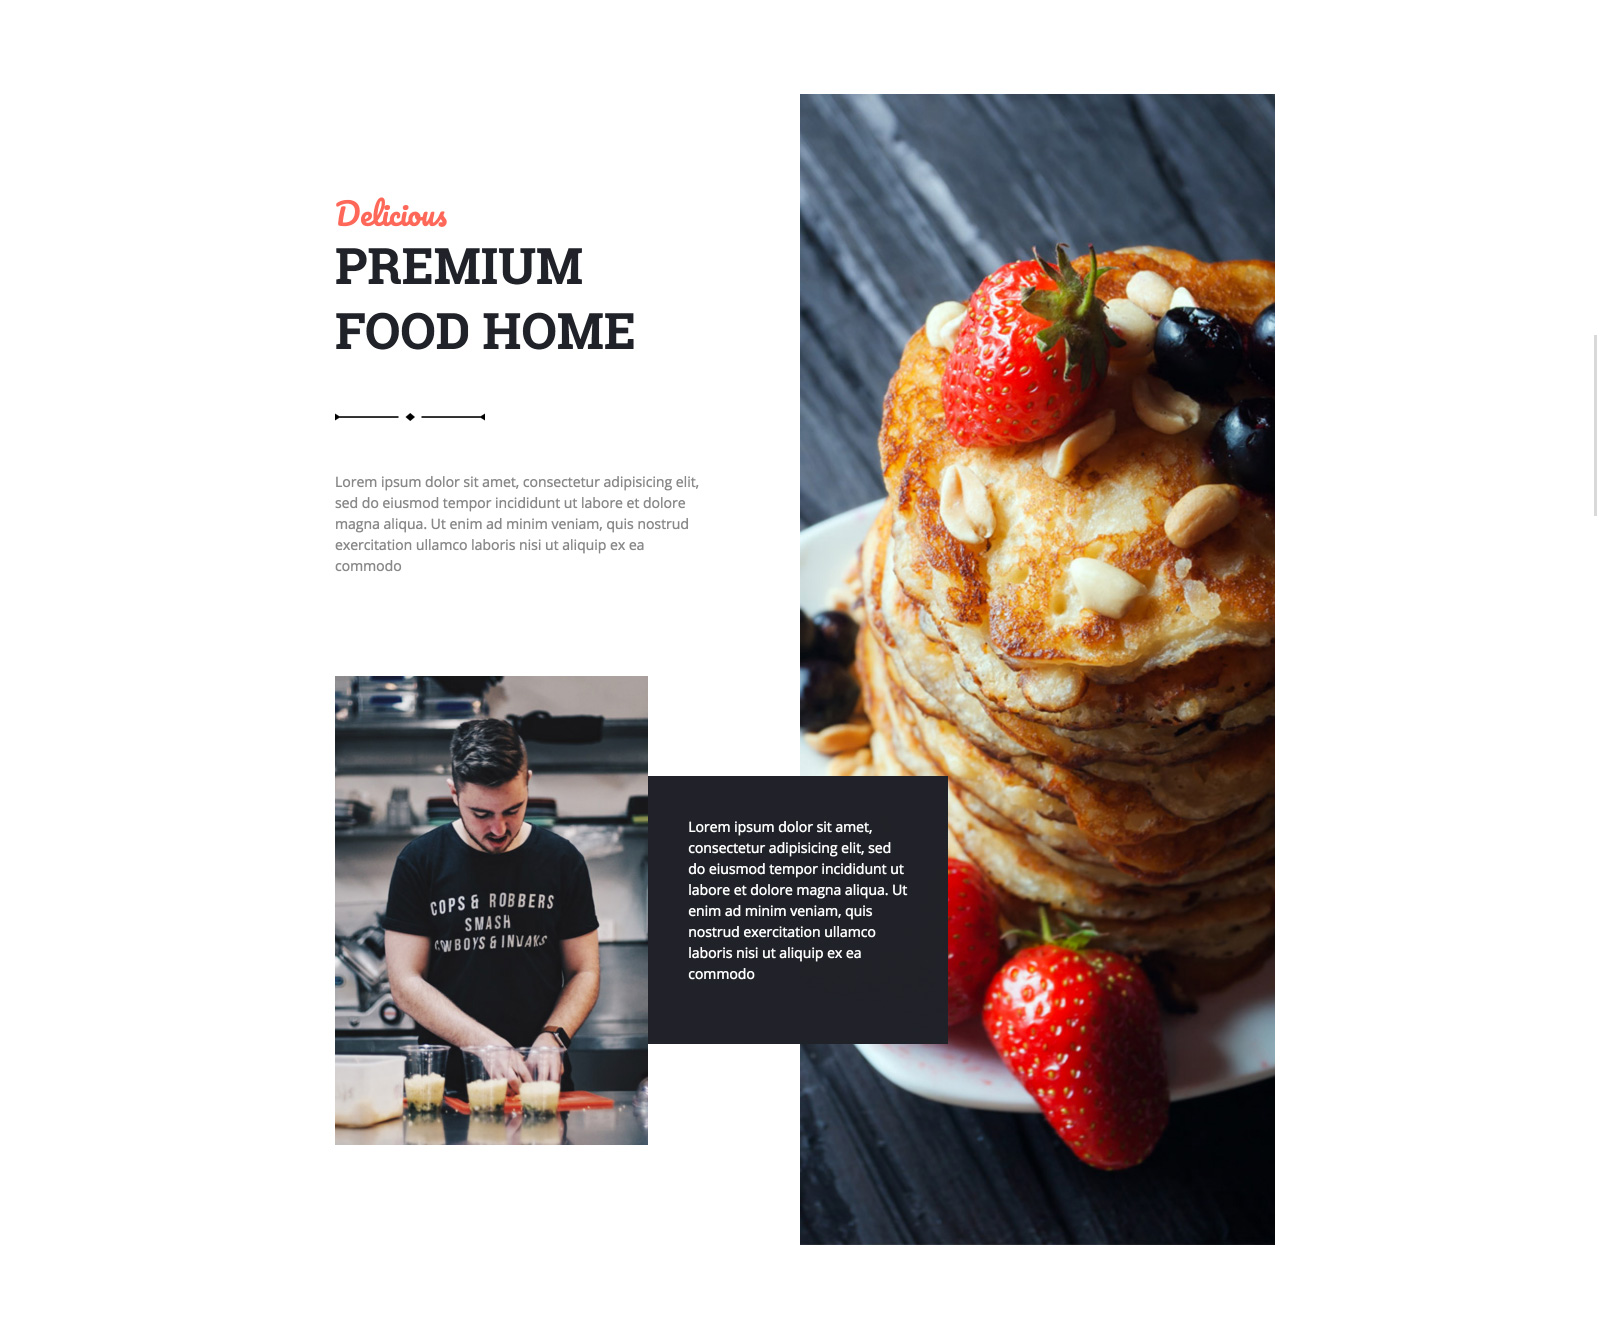 Delicious
PREMIUM
FOOD HOME
Lorem ipsum dolor sit amet, consectetur adipisicing elit,
sed do eiusmod tempor incididunt ut labore et dolore
magna aliqua. Ut enim ad minim veniam, quis nostrud
exercitation ullamco laboris nisi ut aliquip ex ea
commodo
COPS & ROBBERS
SMASH
Lorem ipsum dolor sit amet,
consectetur adipisicing elit, sed
do eiusmod tempor incididunt ut
labore et dolore magna aliqua. Ut
enim ad minim veniam, quis
nostrud exercitation ullamco
laboris nisi ut aliquip ex ea
commodo